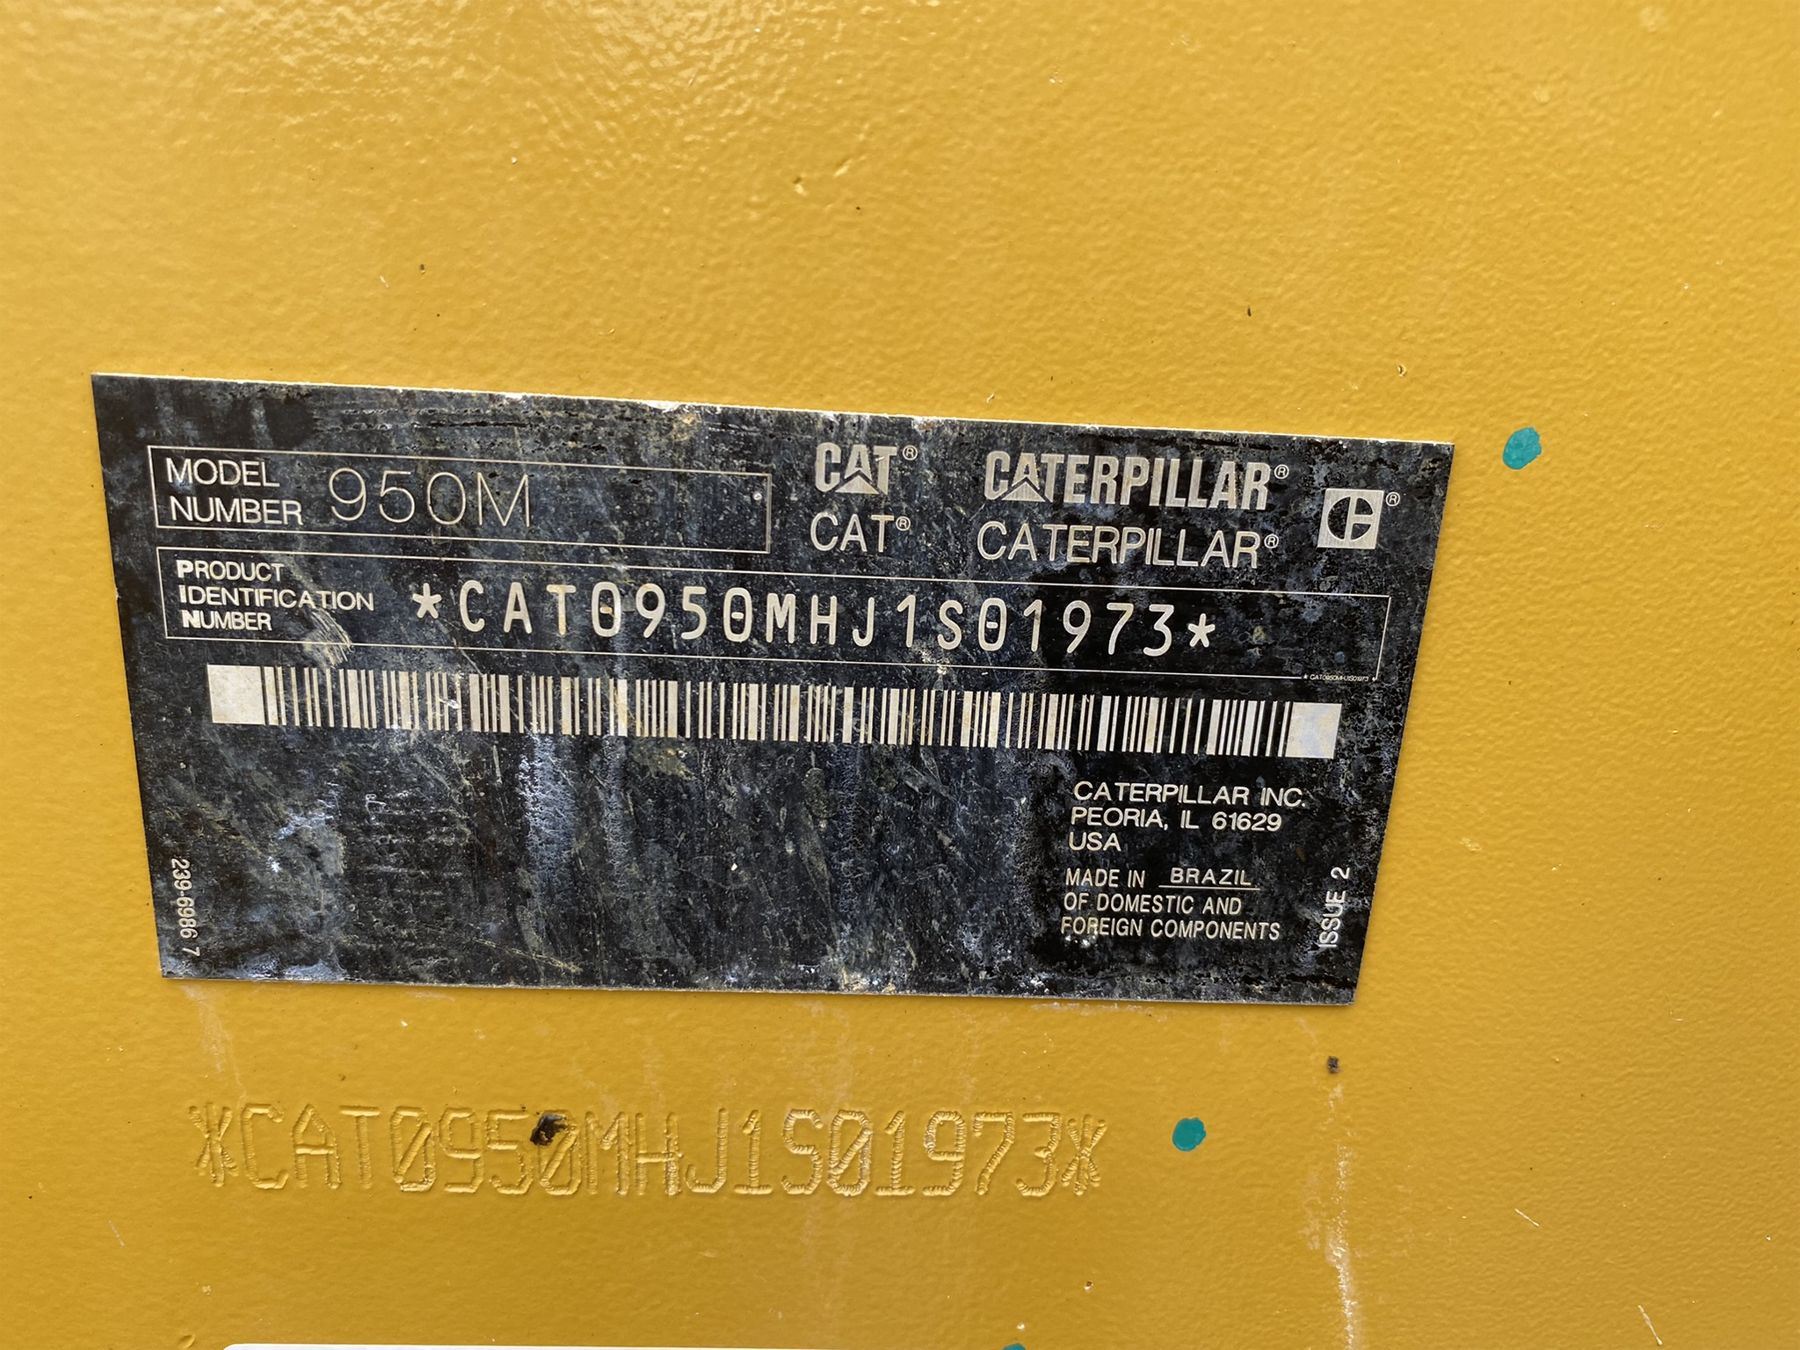 MODEL NUMBER 950M
CAT® CATERPILLAR® C®
CAT® CATERPILLAR®
PRODUCT IDENTIFICATION NUMBER *CAT0950MHJ1S01973*
*CAT0950MHJ1S01973*
CATERPILLAR INC.
PEORIA, IL 61629
USA
MADE IN BRAZIL
OF DOMESTIC AND
FOREIGN COMPONENTS
239-6986 7
ISSUE 2
*CAT0950MHJ1S01973*